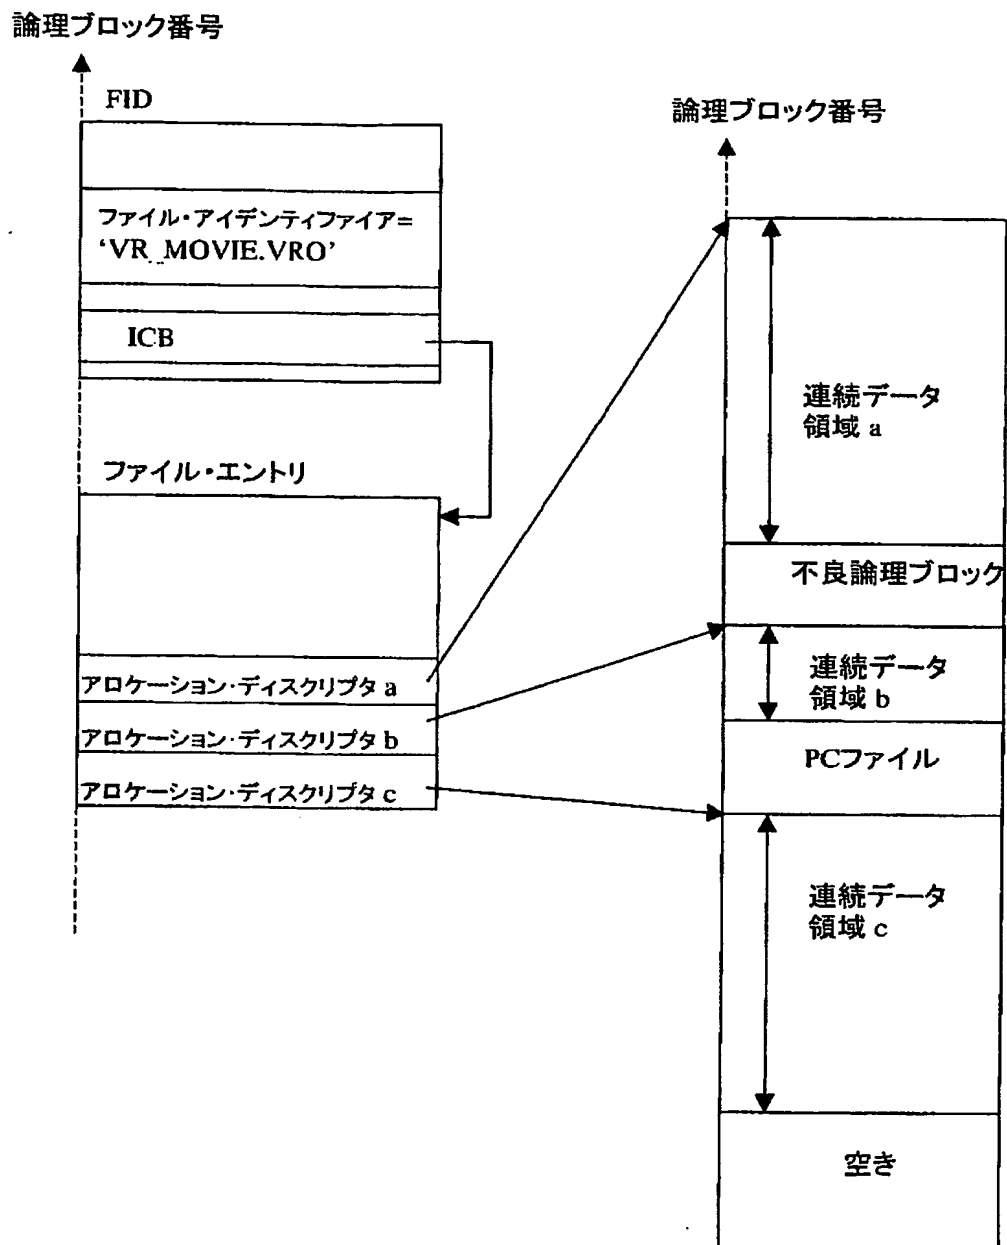 論理ブロック番号
FID
ファイル・アイデンティファイア=
‘VR_MOVIE.VRO’
ICB
ファイル・エントリ
アロケーション・ディスクリプタ a
アロケーション・ディスクリプタ b
アロケーション・ディスクリプタ c
論理ブロック番号
連続データ
領域 a
不良論理ブロック
連続データ
領域 b
PCファイル
連続データ
領域 c
空き